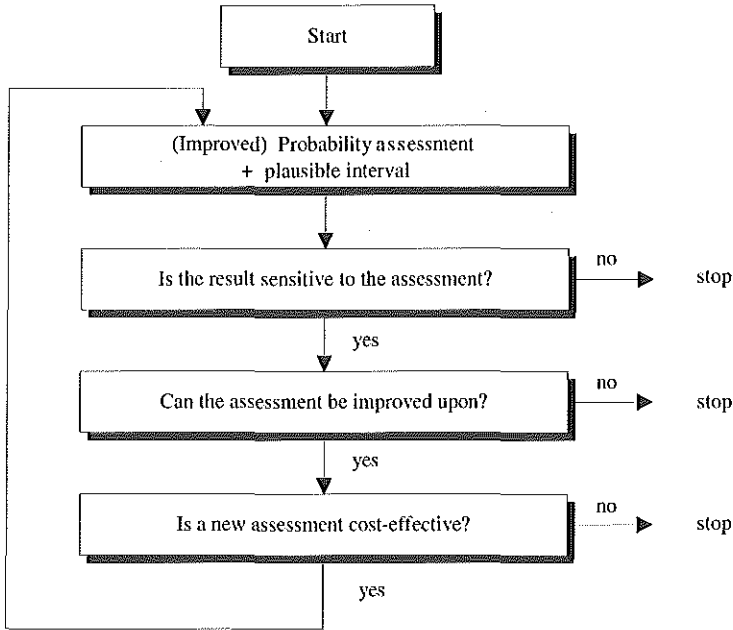 Start
(Improved) Probability assessment
+ plausible interval
Is the result sensitive to the assessment?
no
stop
yes
Can the assessment be improved upon?
no
stop
yes
Is a new assessment cost-effective?
no
stop
yes